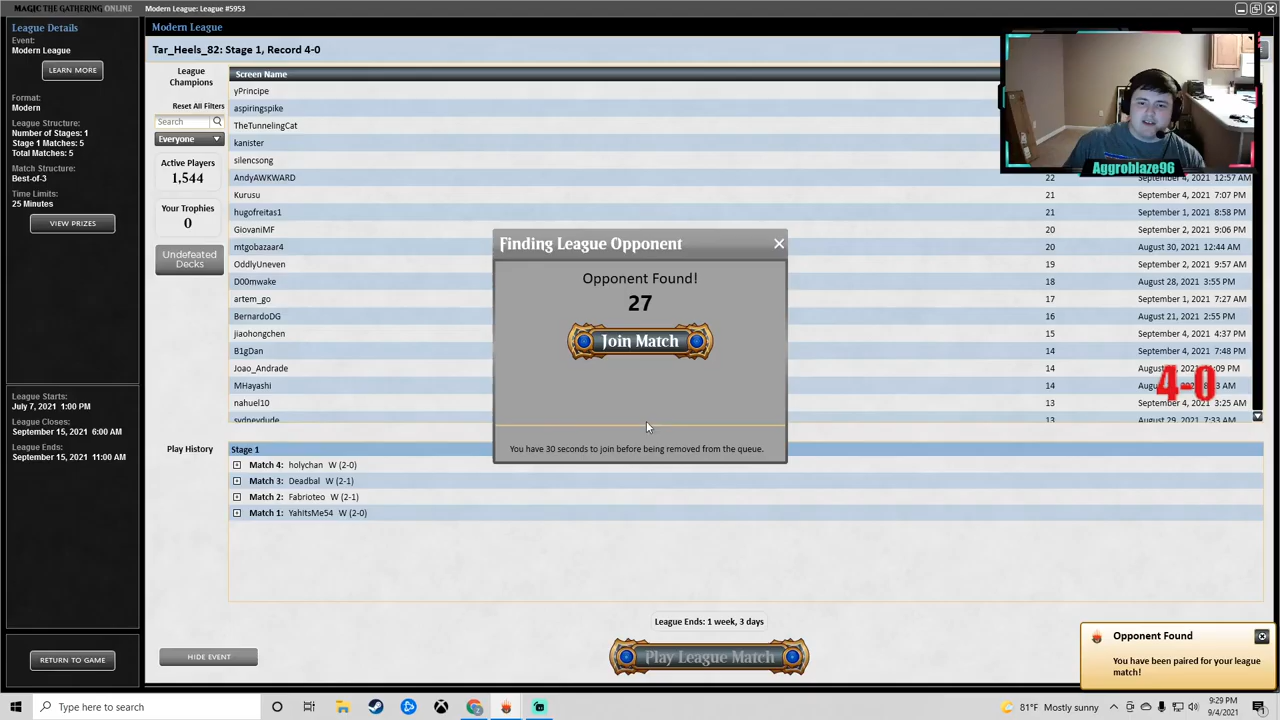 MAGIC THE GATHERING ONLINE
Modern League: League #5953
League Details
Event:
Modern League
LEARN MORE
Format:
Modern
League Structure:
Number of Stages: 1
Stage 1 Matches: 5
Total Matches: 5
Match Structure:
Best-of-3
Time Limits:
25 Minutes
VIEW PRIZES
League Starts:
July 7, 2021 1:00 PM
League Closes:
September 15, 2021 6:00 AM
League Ends:
September 15, 2021 11:00 AM
RETURN TO GAME
Modern League
Tar_Heels_82: Stage 1, Record 4-0
League
Champions
Reset All Filters
Search
Everyone
Active Players
1,544
Your Trophies
0
Undefeated
Decks
Screen Name
yPrincipe
aspiringspike
TheTunnelingCat
kanister
silencsong
AndyAWKWARD 22 September 4, 2021 12:57 AM
Kurusu 21 September 4, 2021 7:07 PM
hugofreitas1 21 September 1, 2021 8:58 PM
GiovaniMF 20 September 2, 2021 9:06 PM
mtgobazaar4 20 August 30, 2021 12:44 AM
OddlyUneven 19 September 2, 2021 9:57 AM
D00mwake 18 August 28, 2021 3:55 PM
artem_go 17 September 1, 2021 7:27 AM
BernardoDG 16 August 21, 2021 2:55 PM
jiaohongchen 15 September 4, 2021 4:37 PM
B1gDan 14 September 4, 2021 7:48 PM
Joao_Andrade 14
MHayashi 14
nahuel10 13 September 4, 2021 3:25 AM
sydneydude 13 August 29, 2021 7:33 AM
Aggroblaze96
4-0
Finding League Opponent
Opponent Found!
27
Join Match
You have 30 seconds to join before being removed from the queue.
Play History
Stage 1
Match 4: holychan W (2-0)
Match 3: Deadbal W (2-1)
Match 2: Fabrioteo W (2-1)
Match 1: YahItsMe54 W (2-0)
League Ends: 1 week, 3 days
HIDE EVENT
Play League Match
Opponent Found
You have been paired for your league
match!
Type here to search
81°F Mostly sunny
9:29 PM
9/4/2021